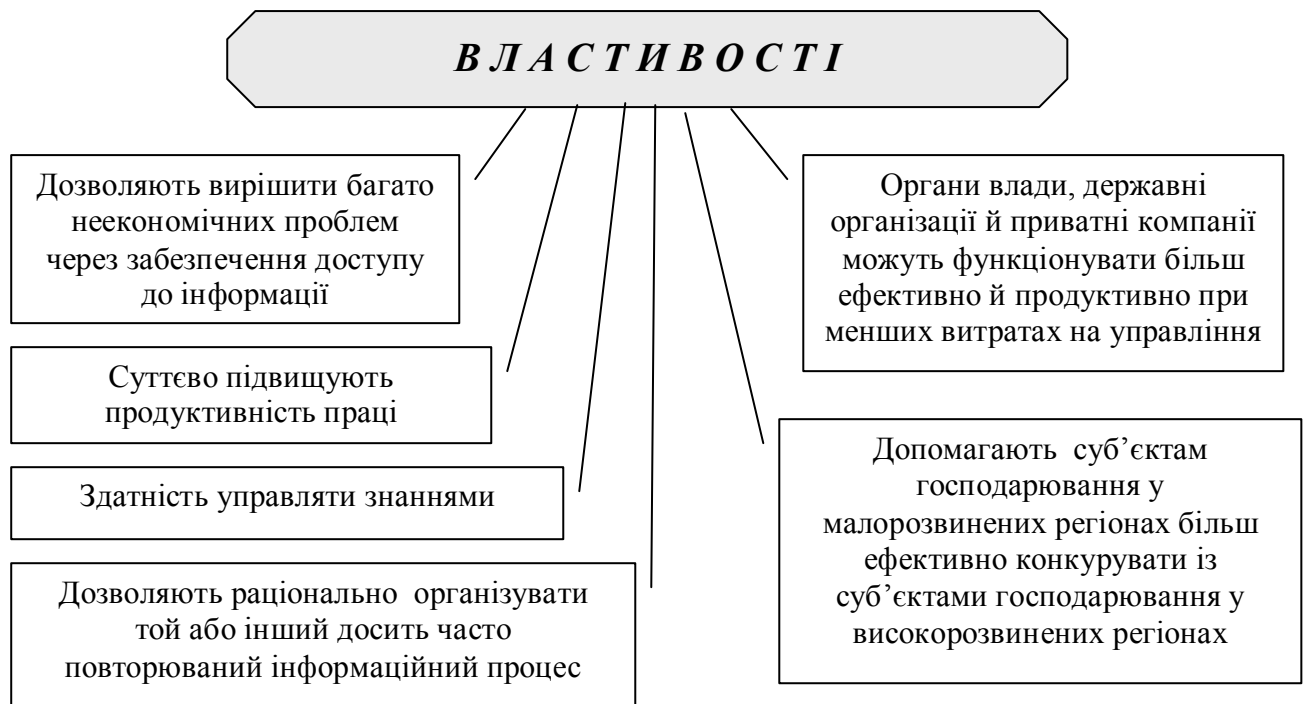 ВЛАСТИВОСТІ
Дозволяють вирішити багато
неекономічних проблем
через забезпечення доступу
до інформації
Суттєво підвищують
продуктивність праці
Здатність управляти знаннями
Дозволяють раціонально організувати
той або інший досить часто
повторюваний інформаційний процес
Органи влади, державні
організації й приватні компанії
можуть функціонувати більш
ефективно й продуктивно при
менших витратах на управління
Допомагають суб’єктам
господарювання у
малорозвинених регіонах більш
ефективно конкурувати із
суб’єктами господарювання у
високорозвинених регіонах